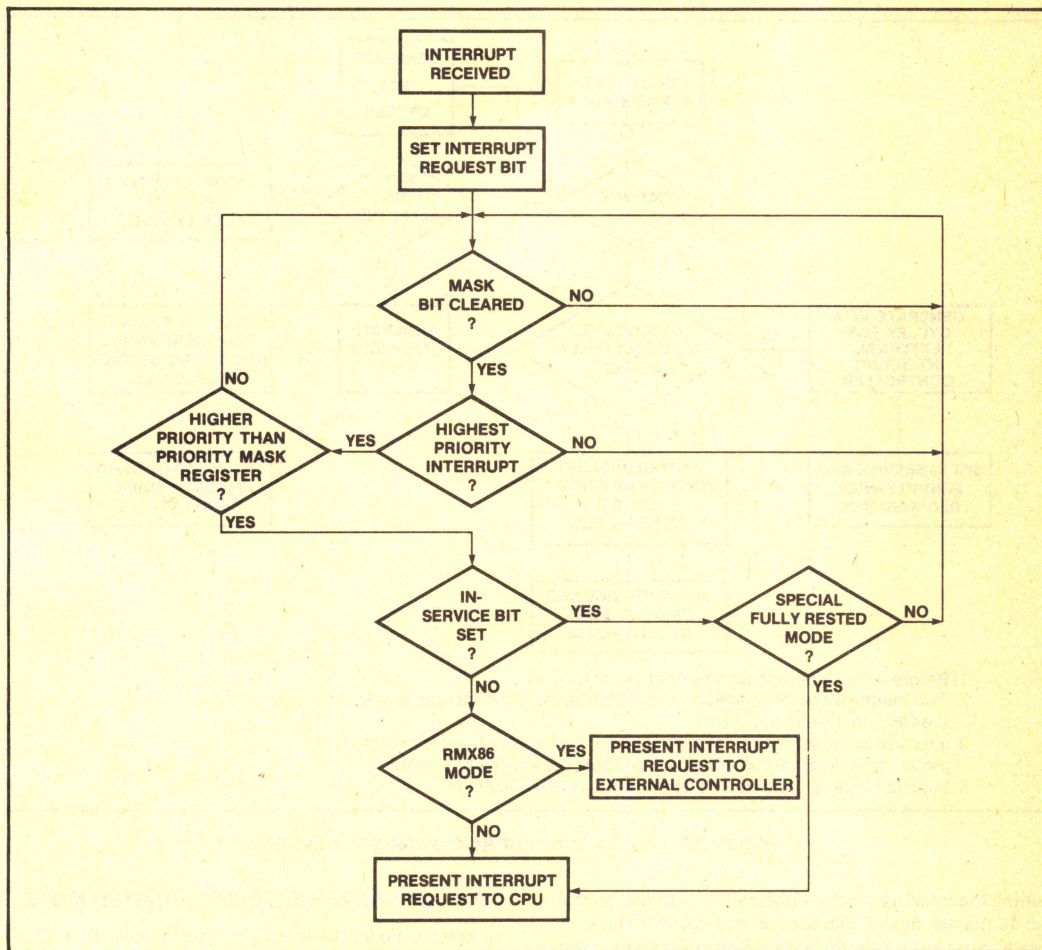 INTERRUPT
RECEIVED
SET INTERRUPT
REQUEST BIT
MASK
BIT CLEARED
?
NO
YES
NO
HIGHER
PRIORITY THAN
PRIORITY MASK
REGISTER
?
YES
HIGHEST
PRIORITY
INTERRUPT
?
NO
YES
IN-
SERVICE BIT
SET
?
YES
SPECIAL
FULLY RESTED
MODE
?
NO
YES
NO
RMX86
MODE
?
YES
PRESENT INTERRUPT
REQUEST TO
EXTERNAL CONTROLLER
NO
PRESENT INTERRUPT
REQUEST TO CPU